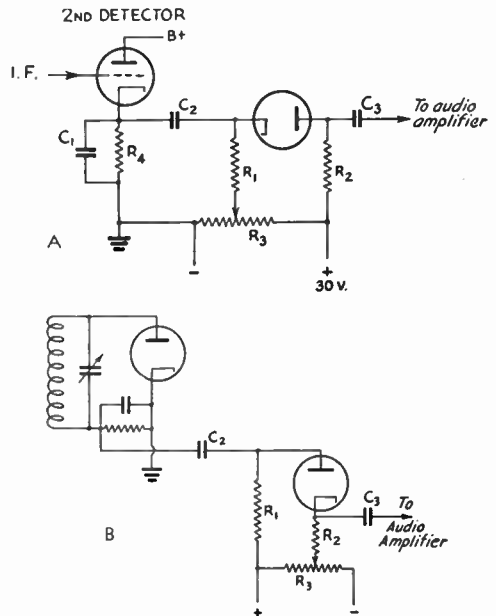 2ND DETECTOR
B+
I.F.
C2
C3
To audio
amplifier
C1
R4
R1
R2
R3
A
-
+
30 V.
C2
C3
To
Audio
Amplifier
R1
R2
R3
B
+
-